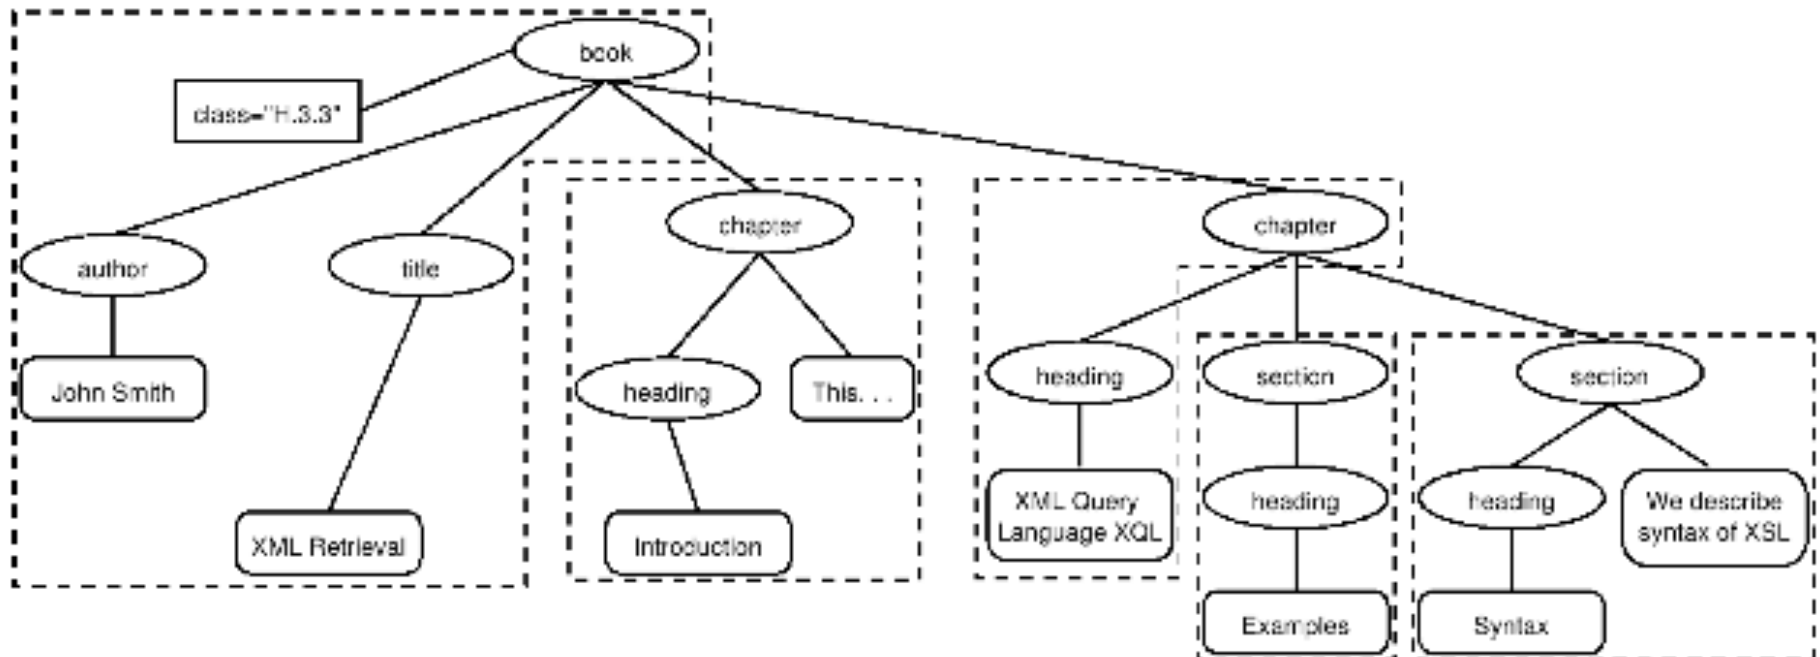 book
class="H.3.3"
chapter
chapter
author
title
heading
section
section
John Smith
heading
This. . .
XML Query
Language XQL
heading
heading
We describe
syntax of XSL
XML Retrieval
Introduction
Examples
Syntax